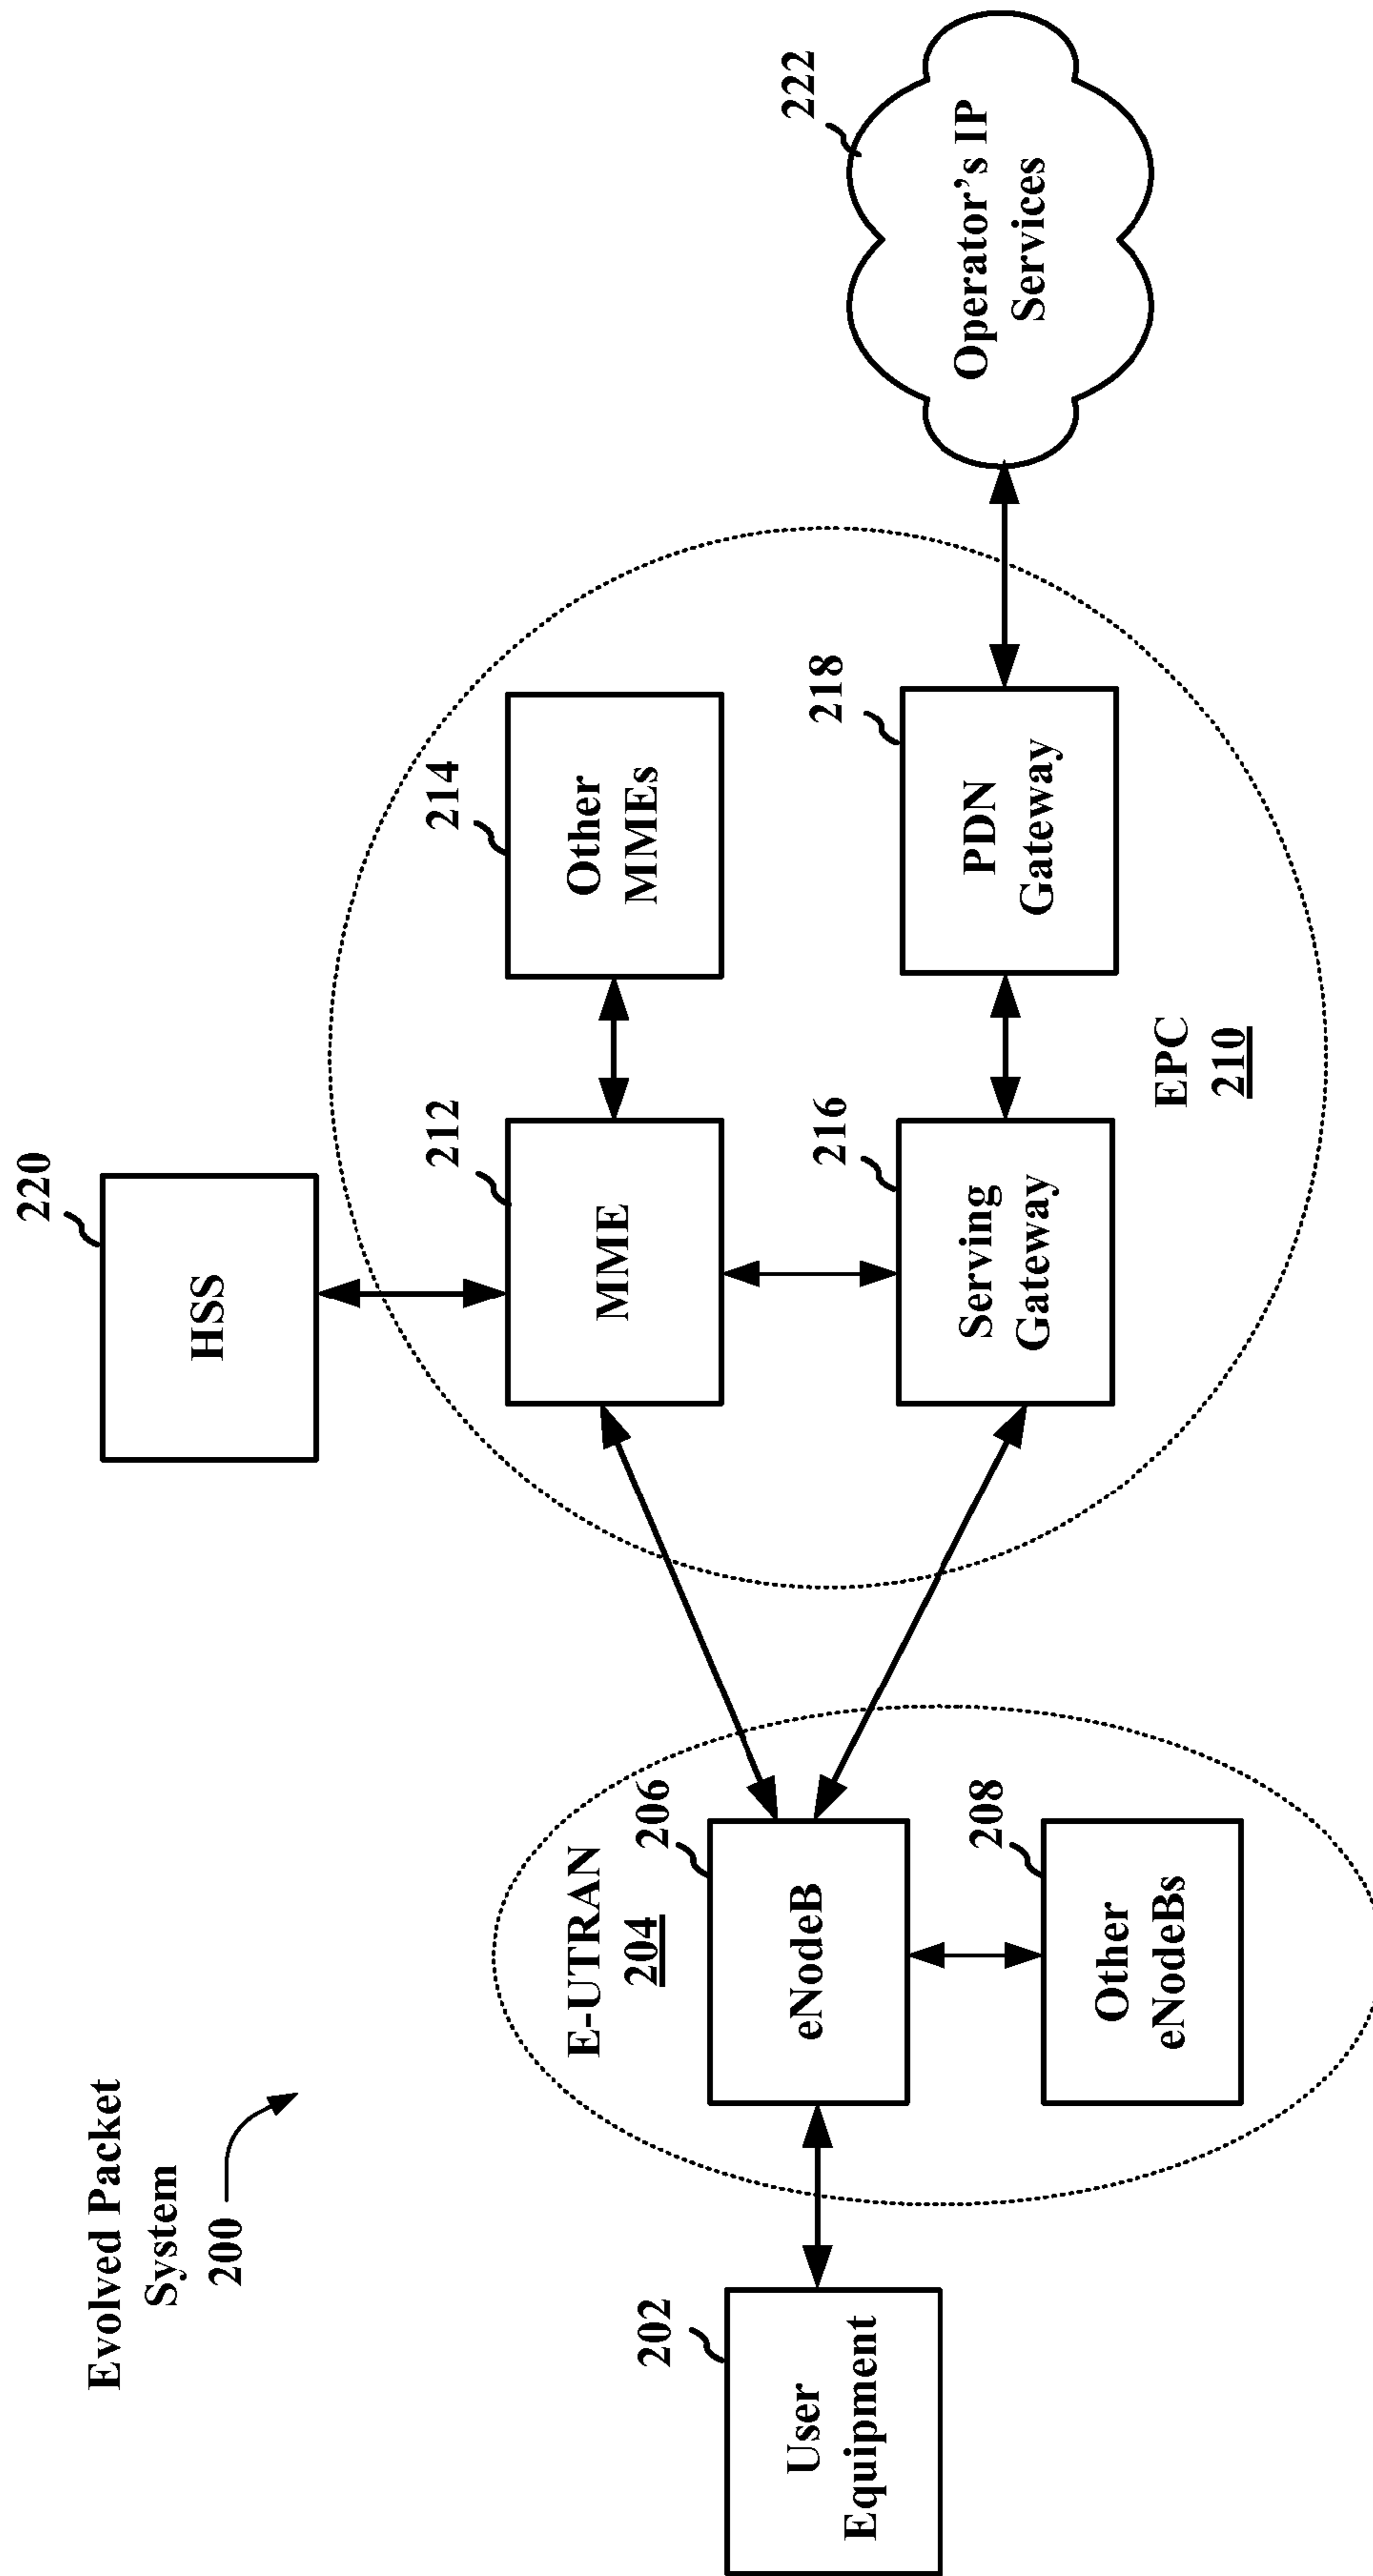 Evolved Packet
System
200
202
User
Equipment
E-UTRAN
204
206
eNodeB
208
Other
eNodeBs
220
HSS
212
MME
214
Other
MMEs
216
Serving
Gateway
218
PDN
Gateway
EPC
210
222
Operator’s IP
Services